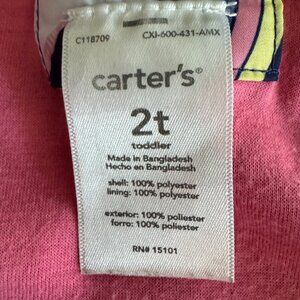 C118709 CXI-600-431-AMX
carter's®
2t
toddler
Made in Bangladesh
Hecho en Bangladesh
shell: 100% polyester
lining: 100% polyester
exterior: 100% poliester
forro: 100% poliester
RN# 15101